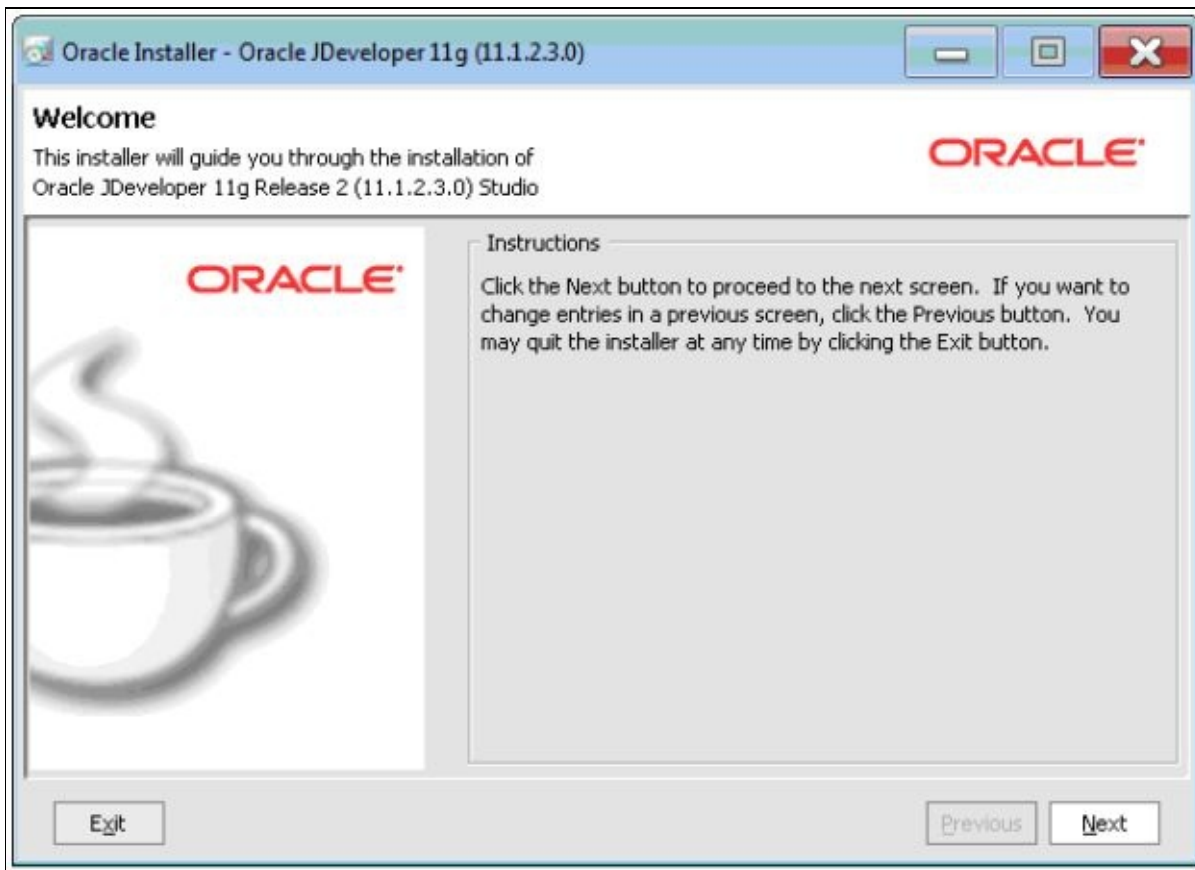 Oracle Installer - Oracle JDeveloper 11g (11.1.2.3.0)
Welcome
This installer will guide you through the installation of
Oracle JDeveloper 11g Release 2 (11.1.2.3.0) Studio
ORACLE
ORACLE
Instructions
Click the Next button to proceed to the next screen. If you want to
change entries in a previous screen, click the Previous button. You
may quit the installer at any time by clicking the Exit button.
Exit
Previous
Next